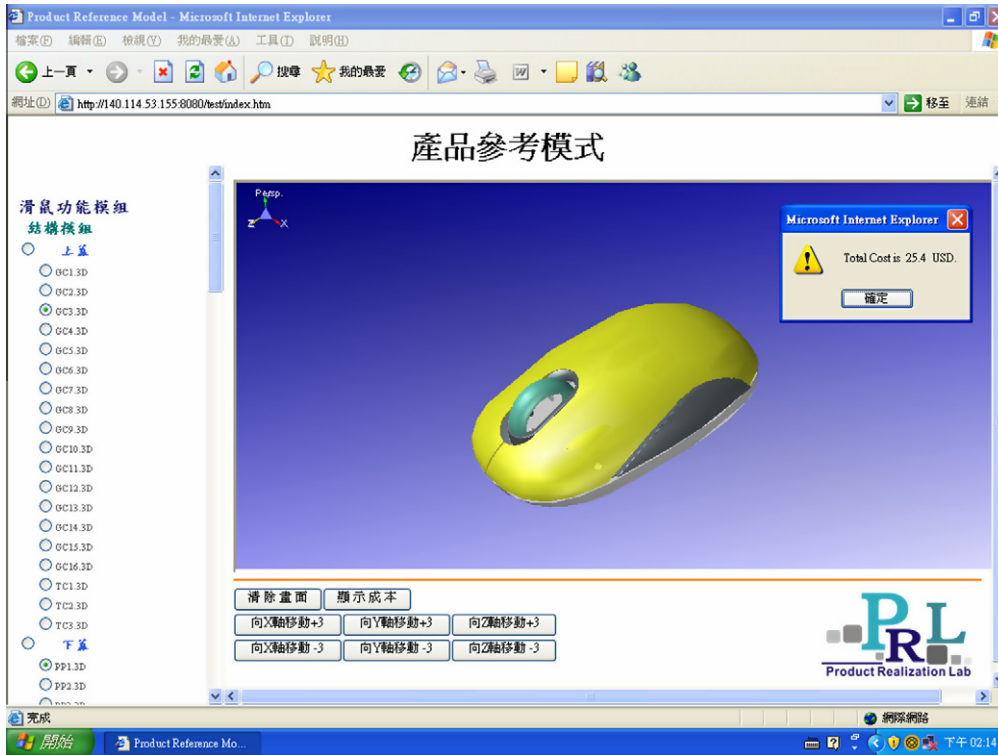 Product Reference Model - Microsoft Internet Explorer
檔案(F) 編輯(E) 檢視(V) 我的最愛(A) 工具(T) 說明(H)
上一頁 搜尋 我的最愛
網址(D) http://140.114.53.155:8080/test/index.htm 移至 連結
產品參考模式
滑鼠功能模組
結構模組
上蓋
GC1.3D
GC2.3D
GC3.3D
GC4.3D
GC5.3D
GC6.3D
GC7.3D
GC8.3D
GC9.3D
GC10.3D
GC11.3D
GC12.3D
GC13.3D
GC14.3D
GC15.3D
GC16.3D
TC1.3D
TC2.3D
TC3.3D
下蓋
PP1.3D
PP2.3D
Persp.
Z X
Microsoft Internet Explorer
Total Cost is 25.4 USD.
確定
清除畫面 顯示成本
向X軸移動+3 向Y軸移動+3 向Z軸移動+3
向X軸移動 -3 向Y軸移動 -3 向Z軸移動 -3
PRL
Product Realization Lab
完成 網際網路
開始 Product Reference Mo... 下午 02:14